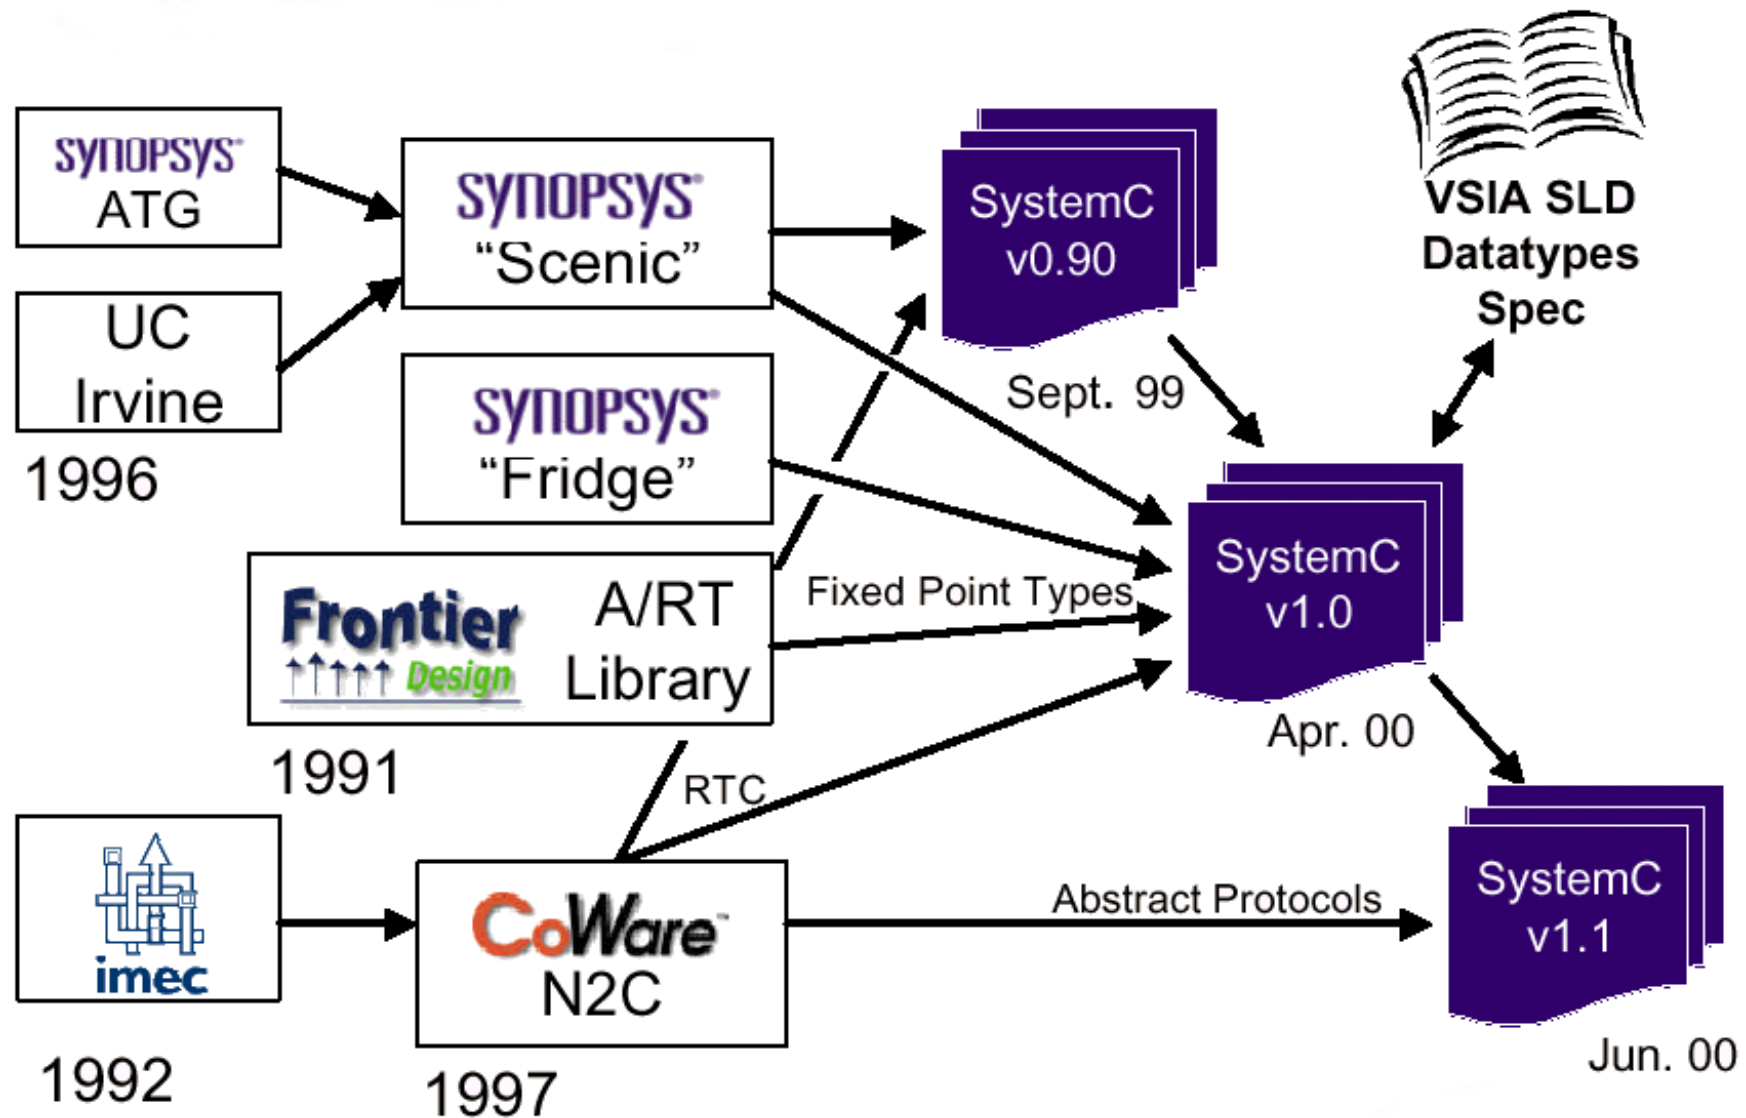 SYNOPSYS®
ATG
UC
Irvine
1996
SYNOPSYS®
“Scenic”
SYNOPSYS®
“Fridge”
Frontier
Design
A/RT
Library
1991
imec
1992
CoWare™
N2C
1997
SystemC
v0.90
Sept. 99
VSIA SLD
Datatypes
Spec
Fixed Point Types
RTC
SystemC
v1.0
Apr. 00
Abstract Protocols
SystemC
v1.1
Jun. 00